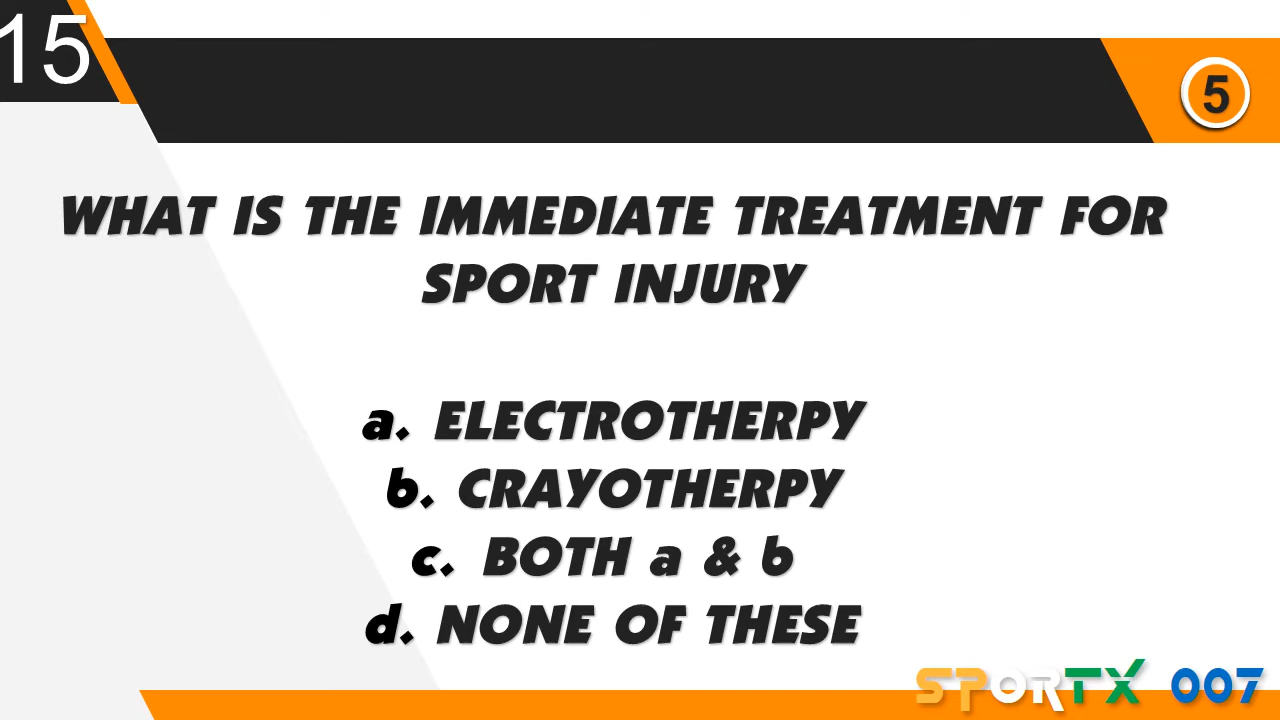 15
5
WHAT IS THE IMMEDIATE TREATMENT FOR
SPORT INJURY
a. ELECTROTHERPY
b. CRAYOTHERPY
c. BOTH a & b
d. NONE OF THESE
SPORTX 007